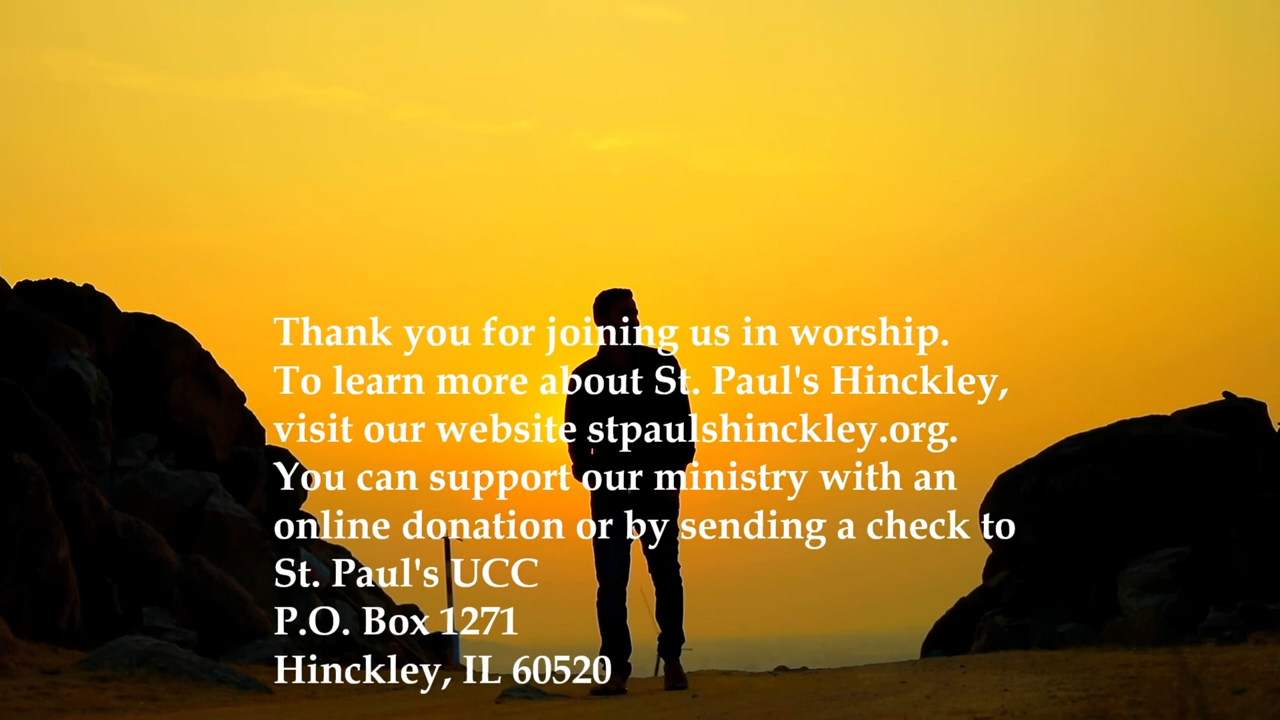 Thank you for joining us in worship.
To learn more about St. Paul's Hinckley,
visit our website stpaulshinckley.org.
You can support our ministry with an
online donation or by sending a check to
St. Paul's UCC
P.O. Box 1271
Hinckley, IL 60520